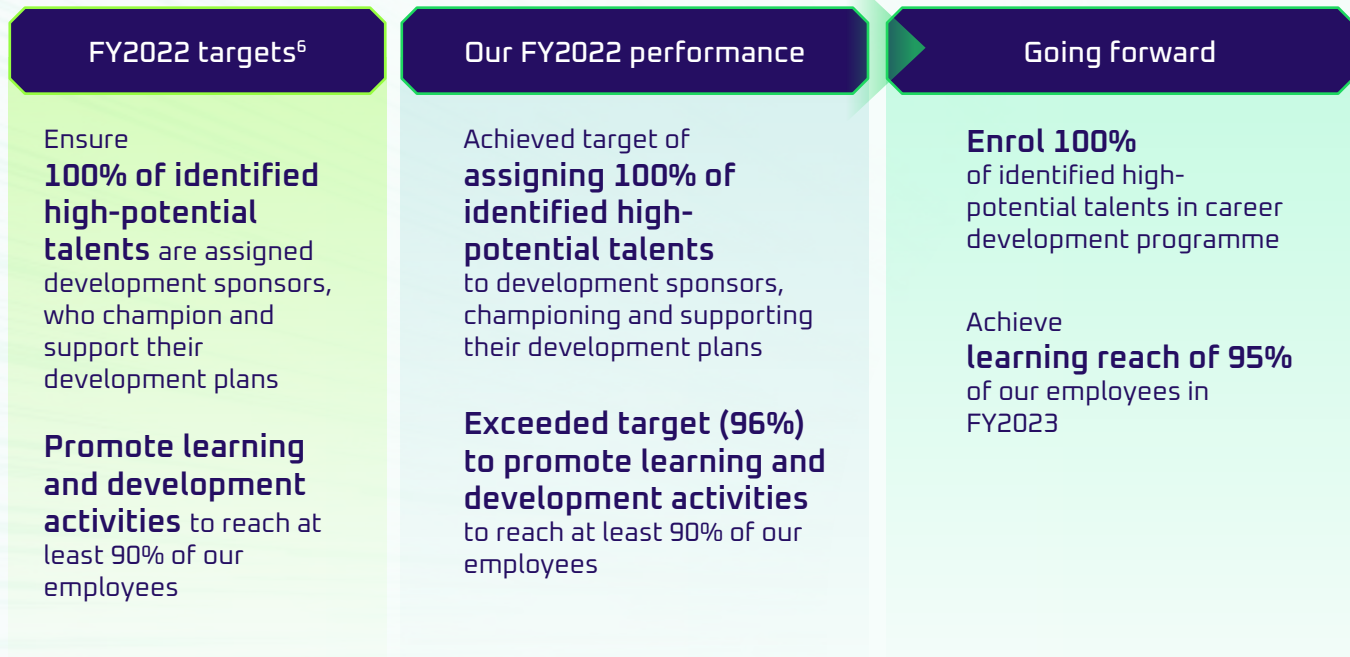 FY2022 targets⁶
Ensure
100% of identified
high-potential
talents are assigned
development sponsors,
who champion and
support their
development plans
Promote learning
and development
activities to reach at
least 90% of our
employees
Our FY2022 performance
Achieved target of
assigning 100% of
identified high-
potential talents
to development sponsors,
championing and supporting
their development plans
Exceeded target (96%)
to promote learning and
development activities
to reach at least 90% of our
employees
Going forward
Enrol 100%
of identified high-
potential talents in career
development programme
Achieve
learning reach of 95%
of our employees in
FY2023